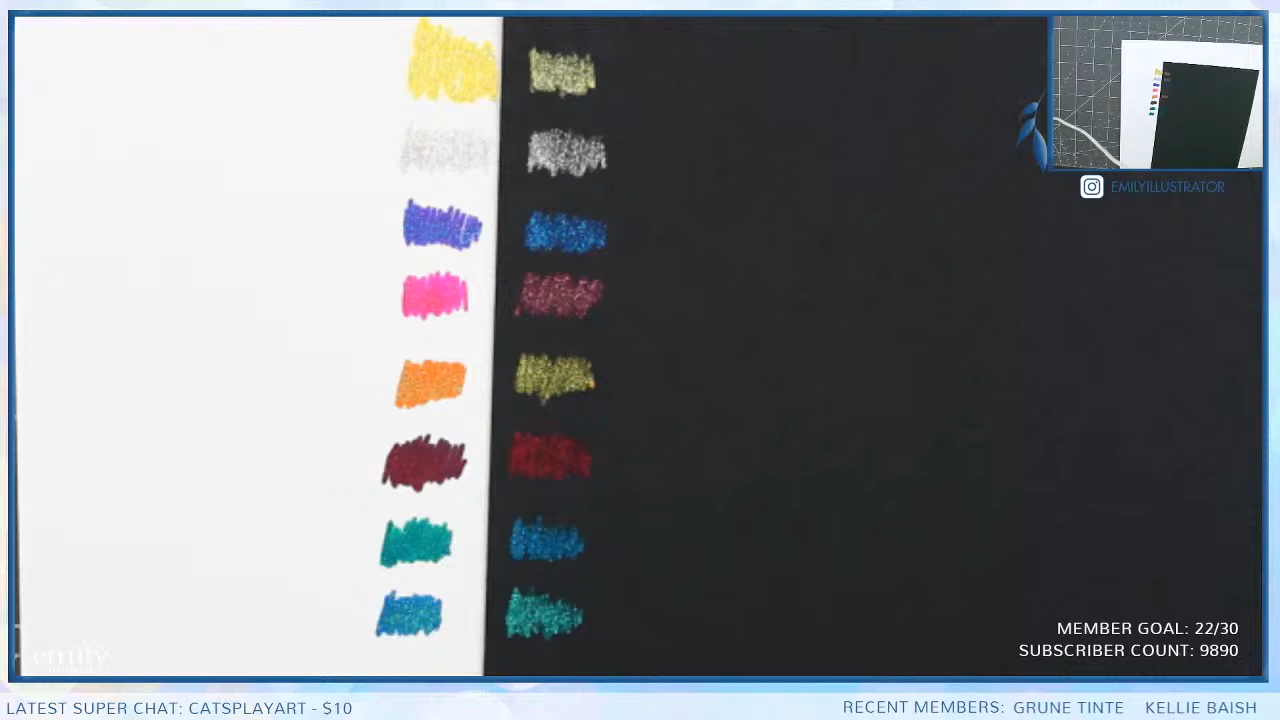 EMILYILLUSTRATOR
emily
MEMBER GOAL: 22/30
SUBSCRIBER COUNT: 9890
LATEST SUPER CHAT: CATSPLAYART - $10
RECENT MEMBERS: GRUNE TINTE KELLIE BAISH